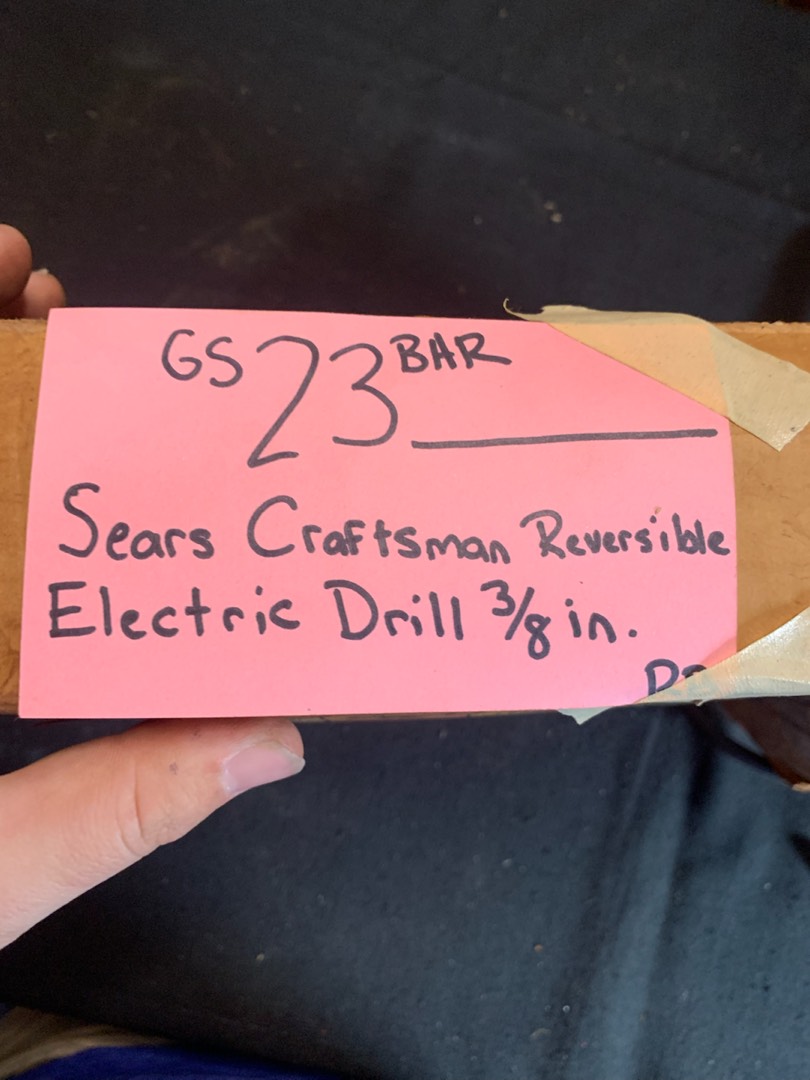 GS 23 BAR
Sears Craftsman Reversible
Electric Drill 3/8 in.